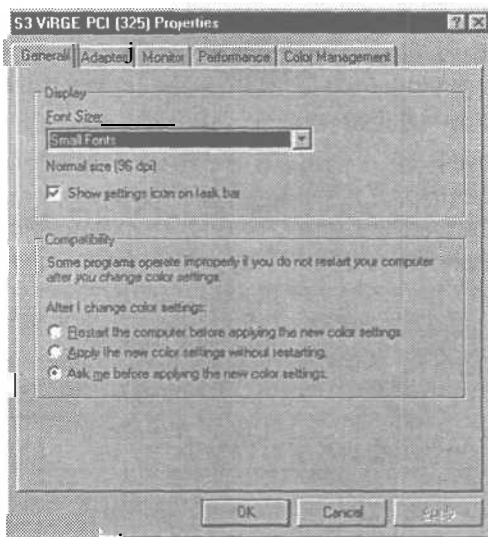 S3 ViRGE PCI (325) Properties
General Adapter Monitor Performance Color Management
Display
Font Size:
Small Fonts
Normal size (96 dpi)
Show settings icon on task bar
Compatibility
Some programs operate improperly if you do not restart your computer
after you change color settings.
After I change color settings:
Restart the computer before applying the new color settings
Apply the new color settings without restarting.
Ask me before applying the new color settings.
OK Cancel Apply